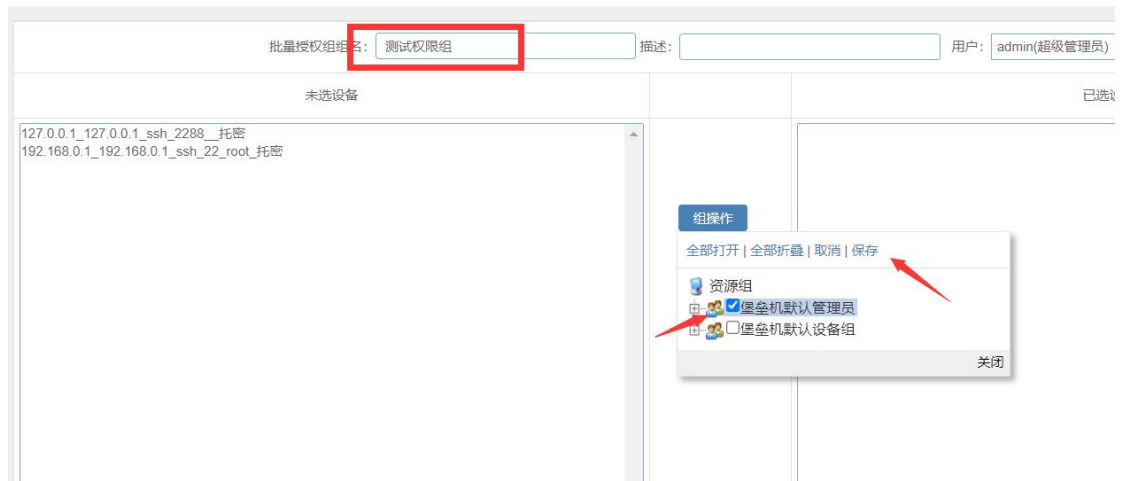 批量授权组组名： 测试权限组 描述： 用户： admin(超级管理员)
未选设备 已选
127.0.0.1_127.0.0.1_ssh_2288__托密
192.168.0.1_192.168.0.1_ssh_22_root_托密
组操作
全部打开 | 全部折叠 | 取消 | 保存
资源组
堡垒机默认管理员
堡垒机默认设备组
关闭